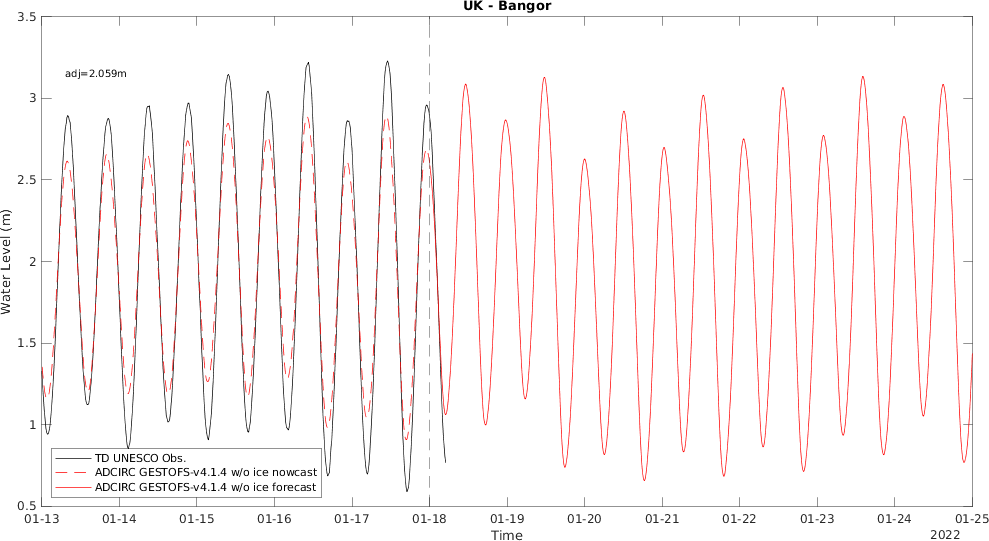 UK - Bangor
adj=2.059m
Water Level (m)
3.5
3
2.5
2
1.5
1
0.5
TD UNESCO Obs.
ADCIRC GESTOFS-v4.1.4 w/o ice nowcast
ADCIRC GESTOFS-v4.1.4 w/o ice forecast
01-13 01-14 01-15 01-16 01-17 01-18 01-19 01-20 01-21 01-22 01-23 01-24 01-25
Time
2022